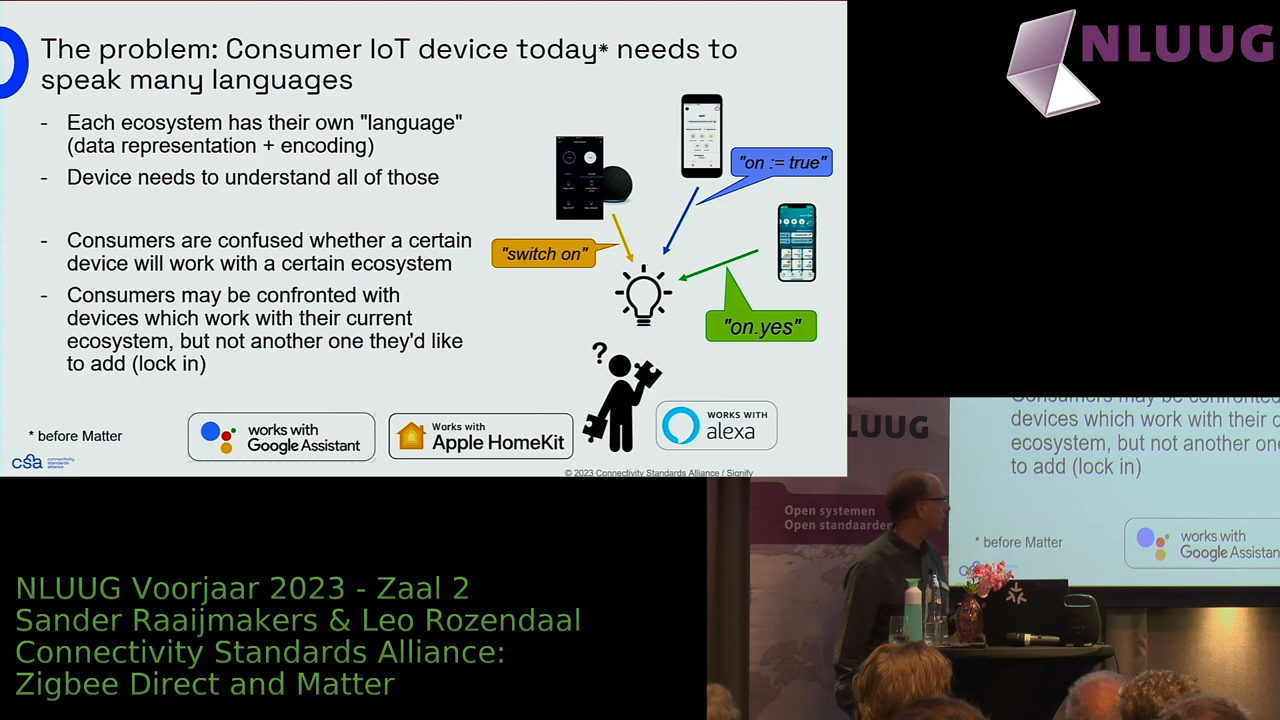 The problem: Consumer IoT device today* needs to
speak many languages
- Each ecosystem has their own "language"
(data representation + encoding)
- Device needs to understand all of those
- Consumers are confused whether a certain
device will work with a certain ecosystem
- Consumers may be confronted with
devices which work with their current
ecosystem, but not another one they'd like
to add (lock in)
"on := true"
"switch on"
"on.yes"
?
* before Matter
works with
Google Assistant
Works with
Apple HomeKit
WORKS WITH
alexa
csa connectivity
standards
alliance
© 2023 Connectivity Standards Alliance / Signify
NLUUG
LUUG
Open systemen
Open standaarden
devices which work with their c
ecosystem, but not another on
to add (lock in)
* before Matter
works with
Google Assistan
NLUUG Voorjaar 2023 - Zaal 2
Sander Raaijmakers & Leo Rozendaal
Connectivity Standards Alliance:
Zigbee Direct and Matter